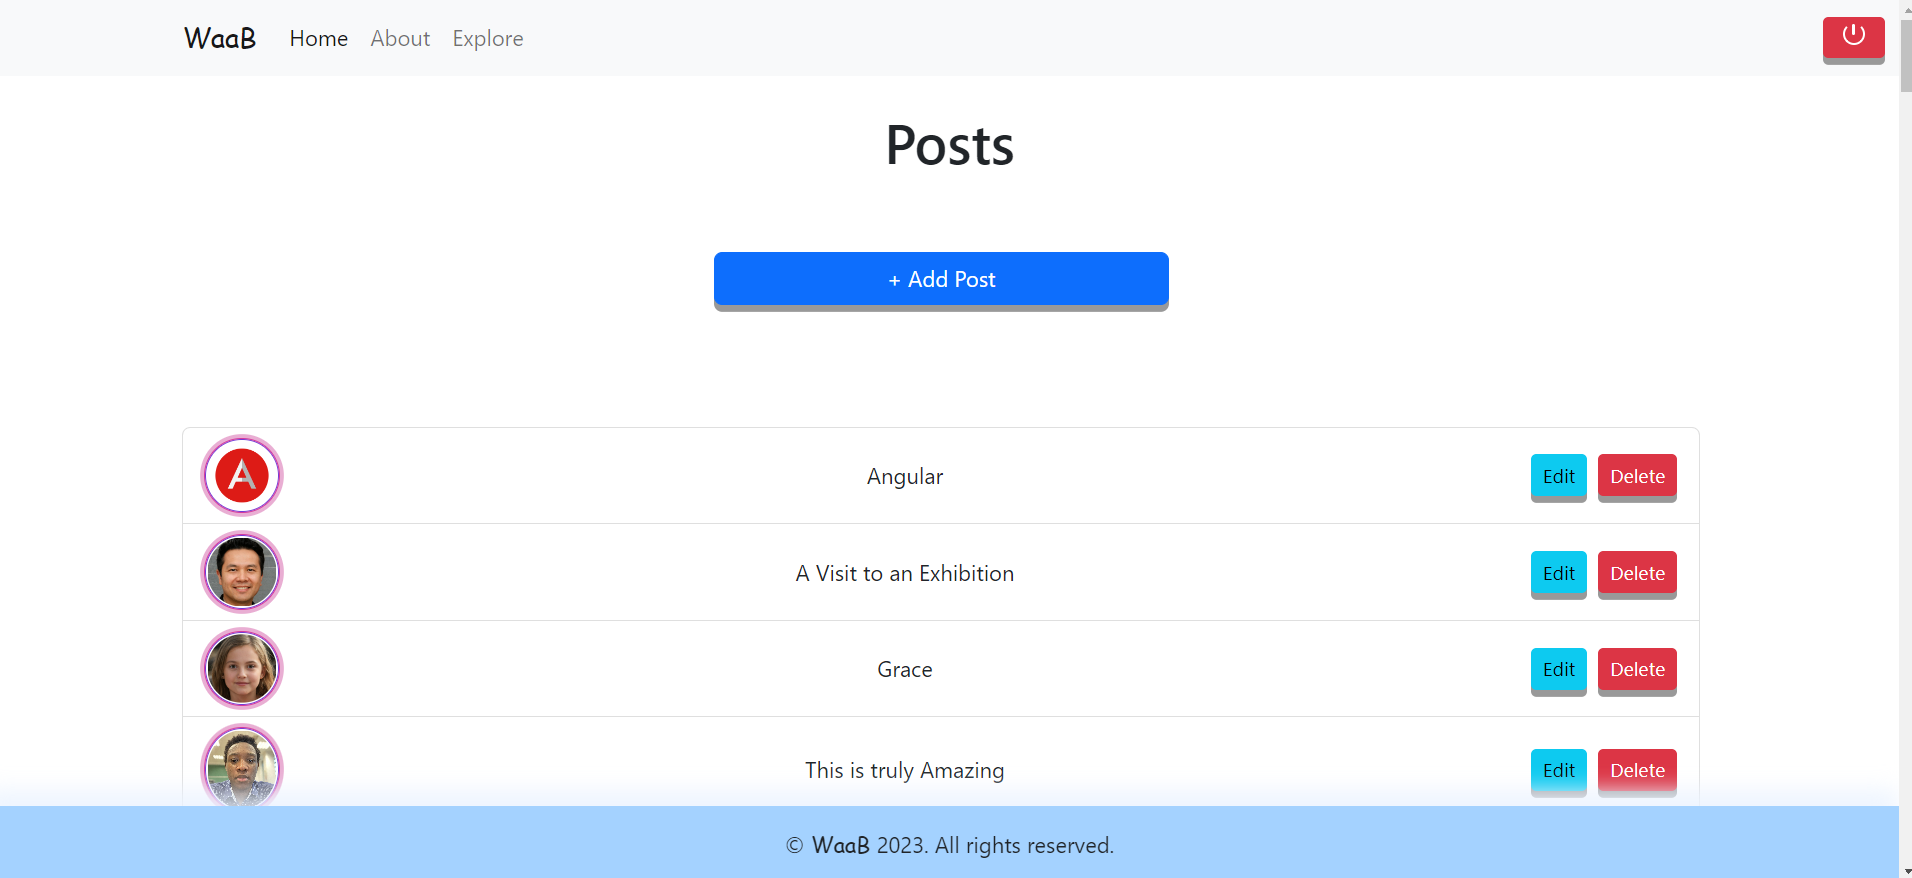 WaaB Home About Explore
Posts
+ Add Post
Angular Edit Delete
A Visit to an Exhibition Edit Delete
Grace Edit Delete
This is truly Amazing Edit Delete
© WaaB 2023. All rights reserved.